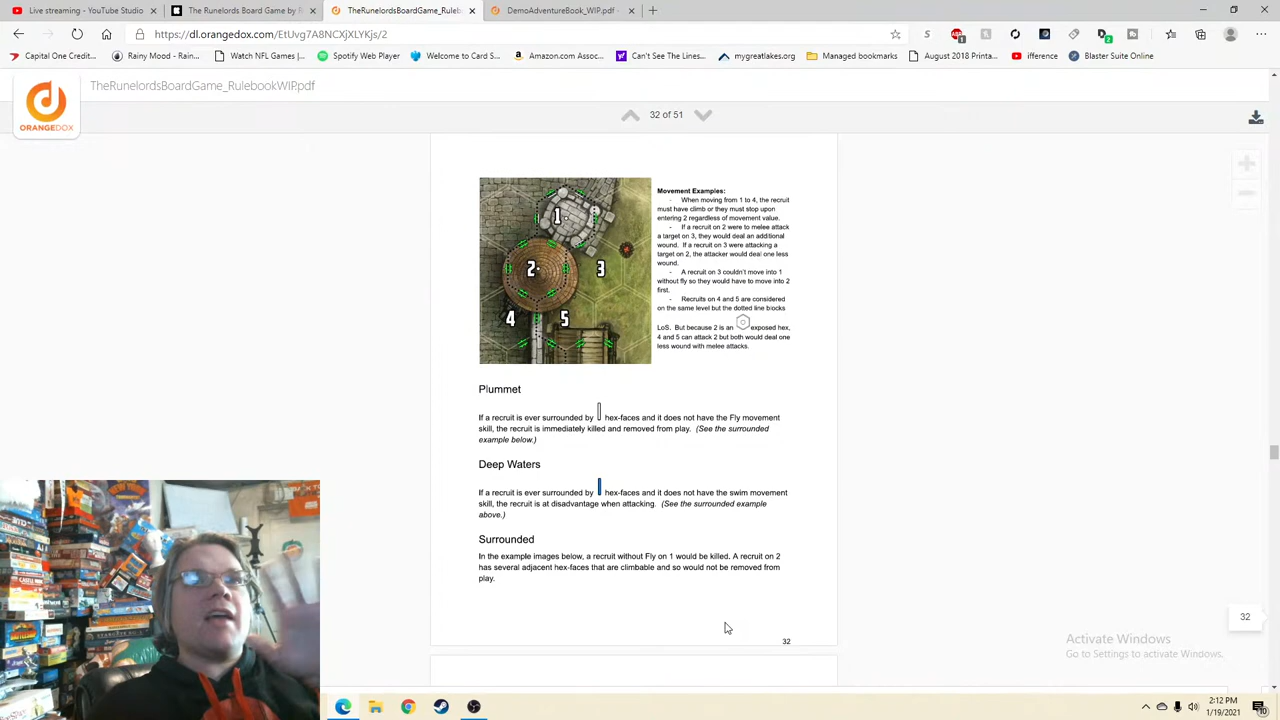 Live streaming - YouTube Studio
The Runelords Board Game by R
TheRunelordsBoardGame_Ruleb
DemoAdventureBook_WIP.pdf -
https://dl.orangedox.com/EtUvg7A8NCXjXLYKjs/2
Capital One Credit...
Rainy Mood - Rain |...
Watch RL Games |...
Spotify Web Player
Welcome to Card S...
Amazon.com Assoc...
Can't See The Lines...
mygreatlakes.org
Managed bookmarks
August 2018 Printa...
ifference
Blaster Suite Online
ORANGEDOX
TheRunelordsBoardGame_RulebookWIPpdf
32 of 51
1
2
3
4
5
Movement Examples:
- When moving from 1 to 4, the recruit
must have climb or they must stop upon
entering 2 regardless of movement value.
- If a recruit on 2 were to melee attack
a target on 3, they would deal an additional
wound. If a recruit on 3 were attacking a
target on 2, the attacker would deal one less
wound.
- A recruit on 3 couldn't move into 1
without fly so they would have to move into 2
first.
- Recruits on 4 and 5 are considered
on the same level but the dotted line blocks
LoS. But because 2 is an exposed hex,
4 and 5 can attack 2 but both would deal one
less wound with melee attacks.
Plummet
If a recruit is ever surrounded by hex-faces and it does not have the Fly movement
skill, the recruit is immediately killed and removed from play. (See the surrounded
example below.)
Deep Waters
If a recruit is ever surrounded by hex-faces and it does not have the swim movement
skill, the recruit is at disadvantage when attacking. (See the surrounded example
above.)
Surrounded
In the example images below, a recruit without Fly on 1 would be killed. A recruit on 2
has several adjacent hex-faces that are climbable and so would not be removed from
play.
32
32
Activate Windows
Go to Settings to activate Windows.
2:12 PM
1/19/2021